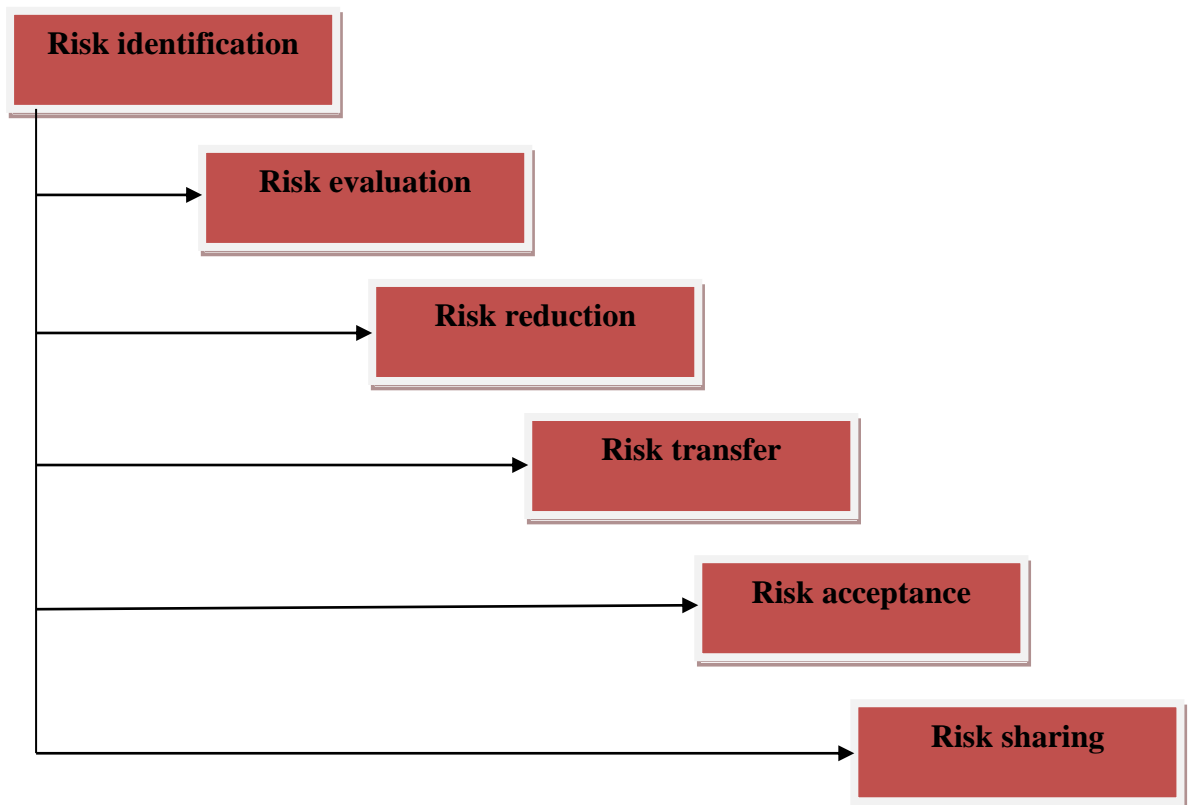 Risk identification
Risk evaluation
Risk reduction
Risk transfer
Risk acceptance
Risk sharing